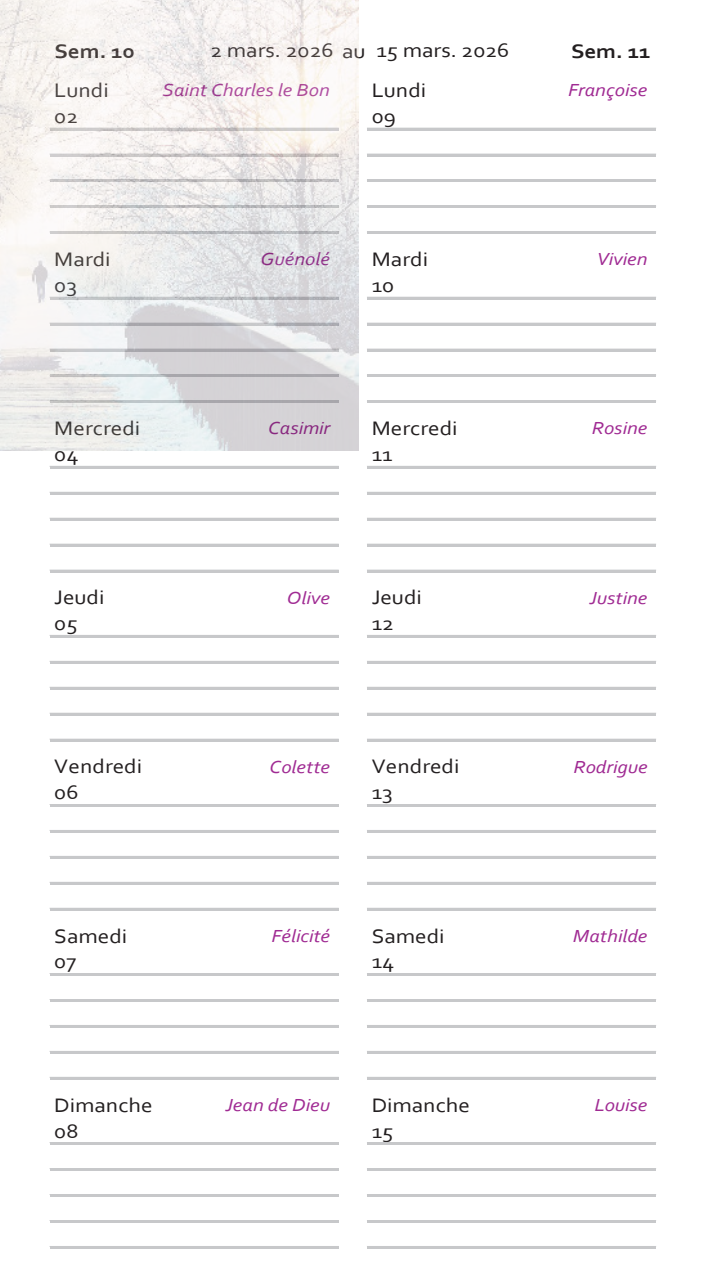 Sem. 10 2 mars. 2026 au 15 mars. 2026 Sem. 11
Lundi Saint Charles le Bon
02
Mardi Guénolé
03
Mercredi Casimir
04
Jeudi Olive
05
Vendredi Colette
06
Samedi Félicité
07
Dimanche Jean de Dieu
08
Lundi Françoise
09
Mardi Vivien
10
Mercredi Rosine
11
Jeudi Justine
12
Vendredi Rodrigue
13
Samedi Mathilde
14
Dimanche Louise
15